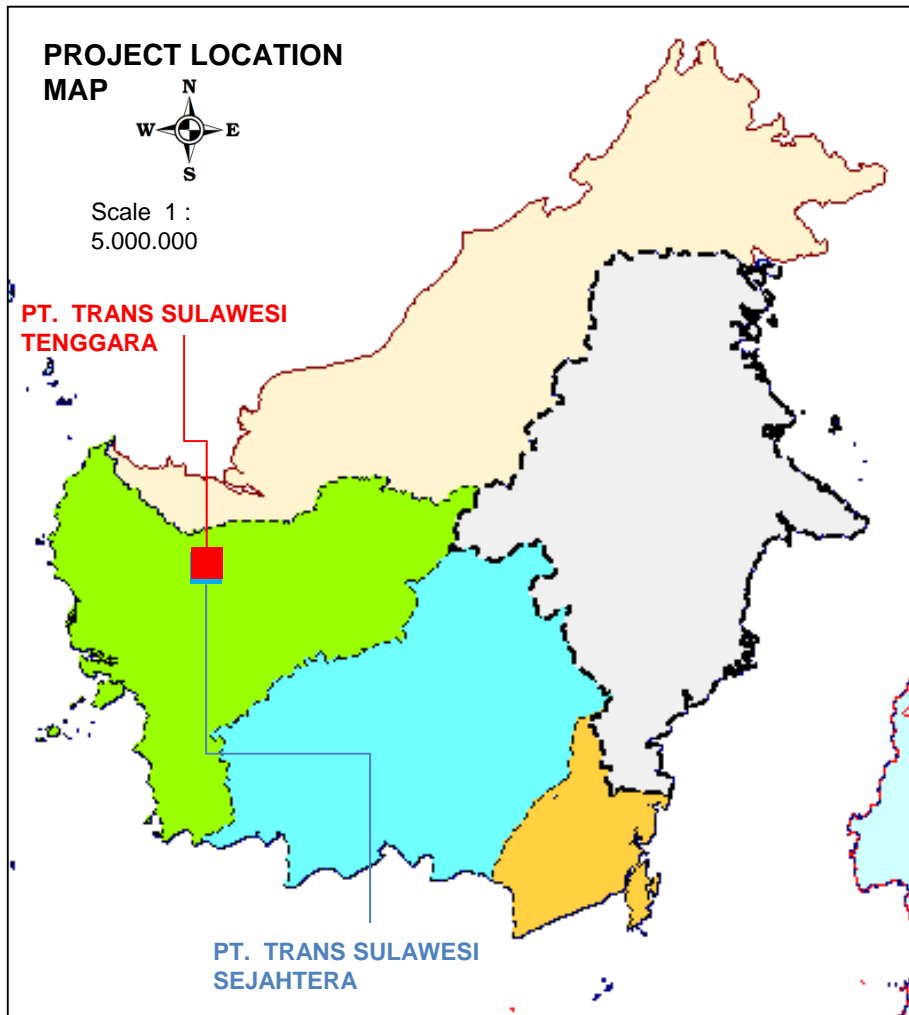 PROJECT LOCATION
MAP
N
W E
S
Scale 1 :
5.000.000
PT. TRANS SULAWESI
TENGGARA
PT. TRANS SULAWESI
SEJAHTERA